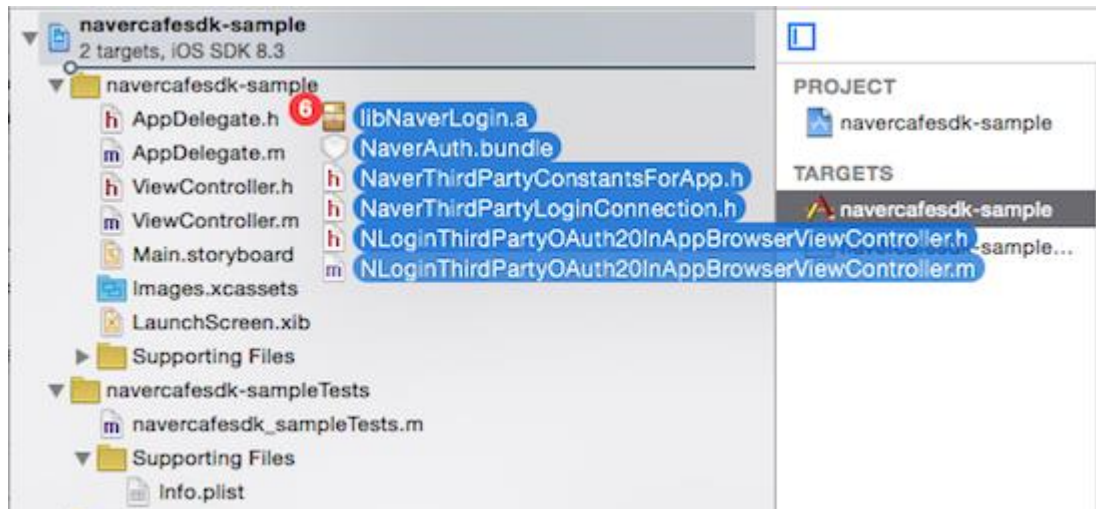 navercafesdk-sample
2 targets, iOS SDK 8.3
navercafesdk-sample
h AppDelegate.h
m AppDelegate.m
h ViewController.h
m ViewController.m
Main.storyboard
Images.xcassets
LaunchScreen.xib
Supporting Files
navercafesdk-sampleTests
m navercafesdk_sampleTests.m
Supporting Files
Info.plist
6
libNaverLogin.a
NaverAuth.bundle
h NaverThirdPartyConstantsForApp.h
h NaverThirdPartyLoginConnection.h
h NLoginThirdPartyOAuth20InAppBrowserViewController.h
m NLoginThirdPartyOAuth20InAppBrowserViewController.m
PROJECT
navercafesdk-sample
TARGETS
navercafesdk-sample
-sample...